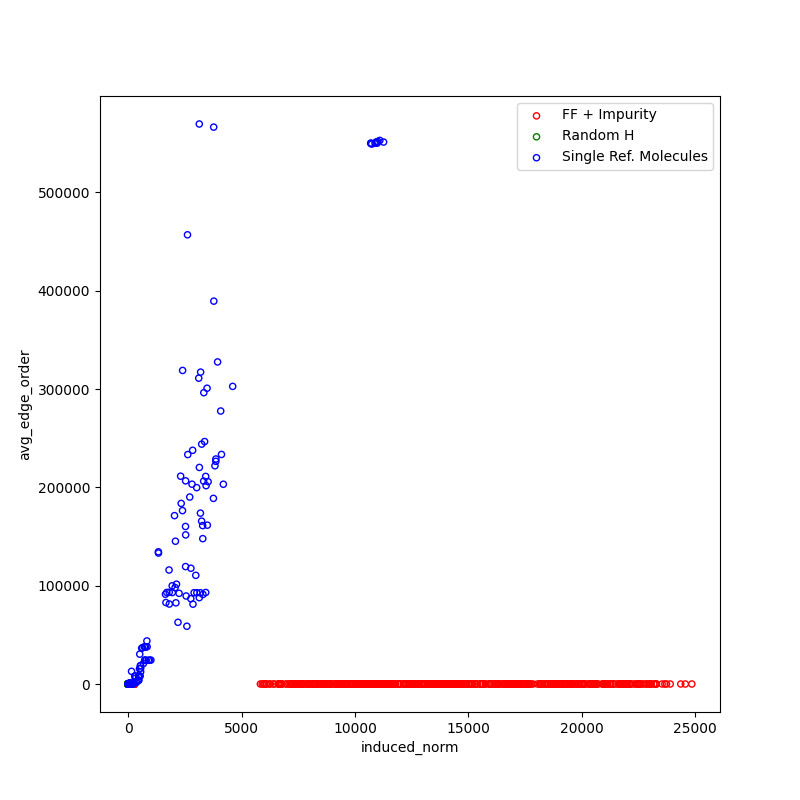 FF + Impurity
Random H
Single Ref. Molecules
500000
400000
300000
200000
100000
0
avg_edge_order
0 5000 10000 15000 20000 25000
induced_norm